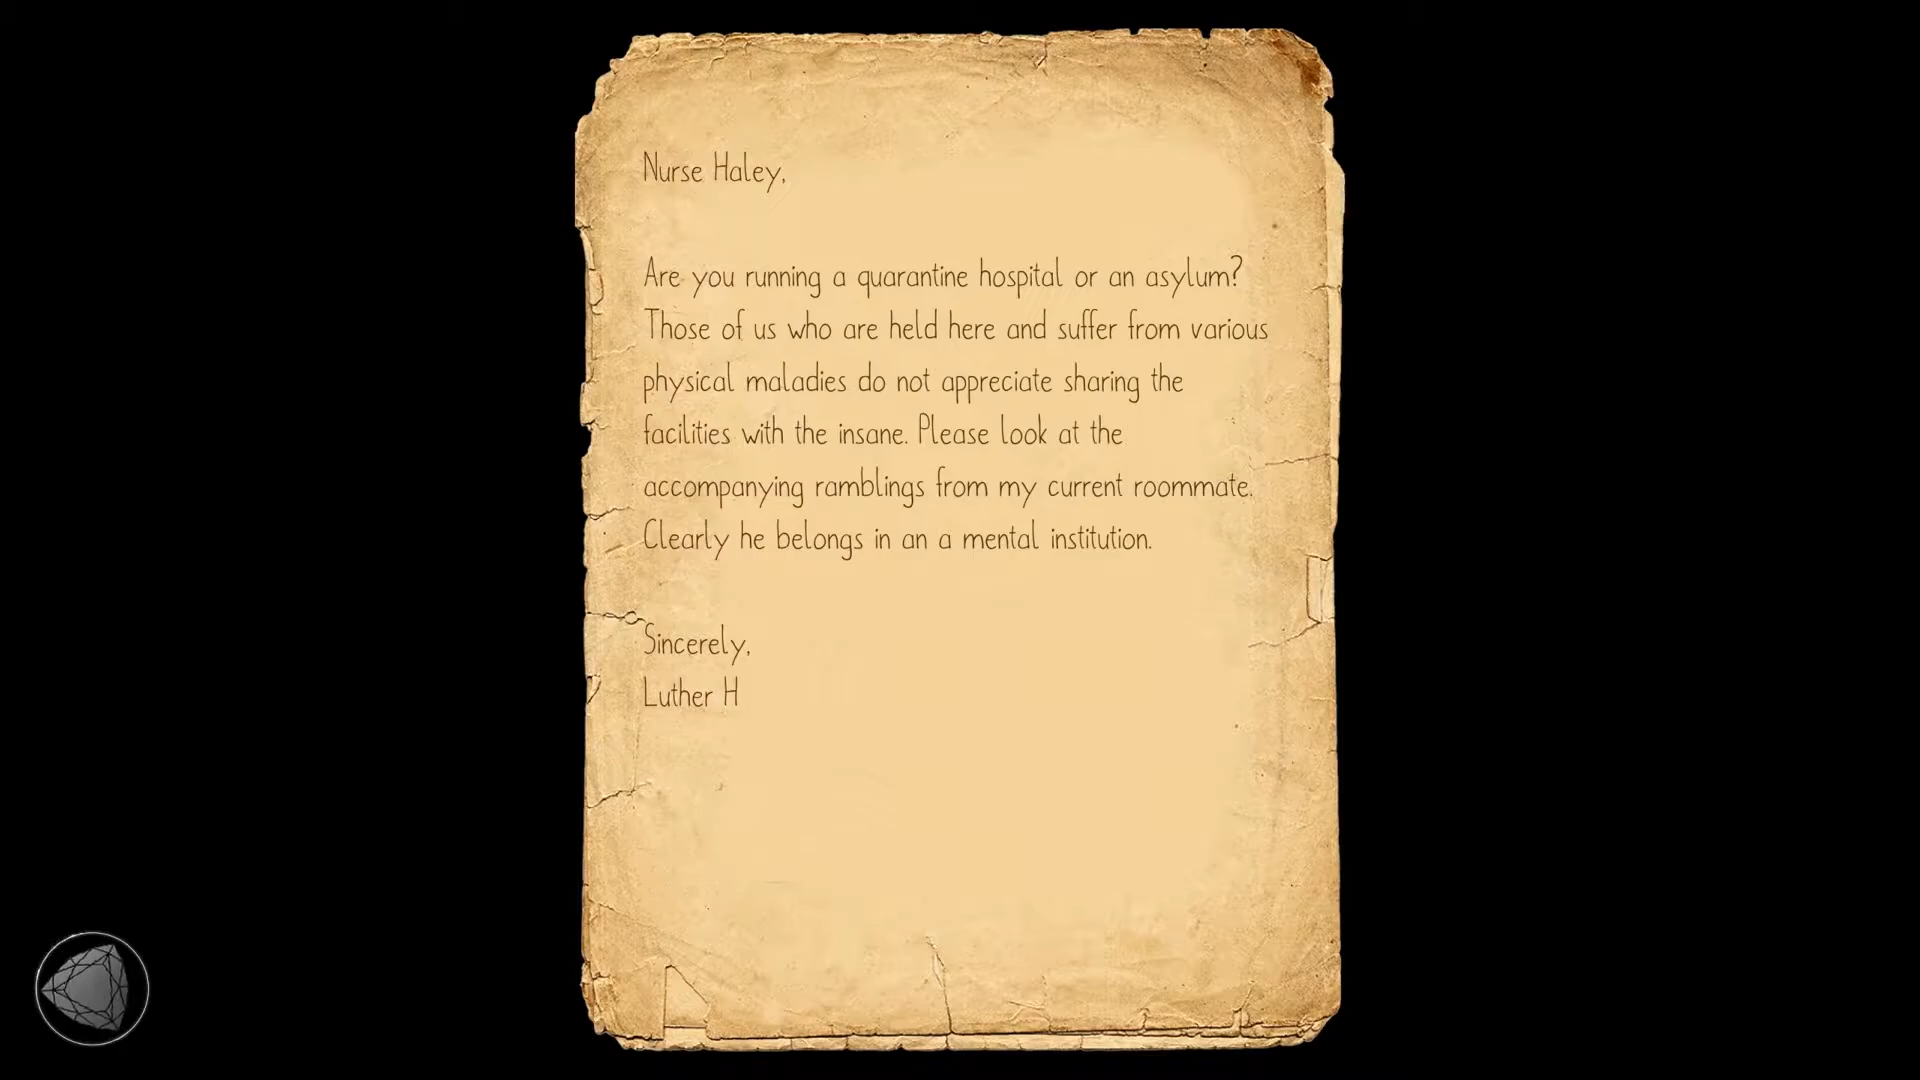 Nurse Haley,
Are you running a quarantine hospital or an asylum?
Those of us who are held here and suffer from various
physical maladies do not appreciate sharing the
facilities with the insane. Please look at the
accompanying ramblings from my current roommate.
Clearly he belongs in an a mental institution.
Sincerely,
Luther H